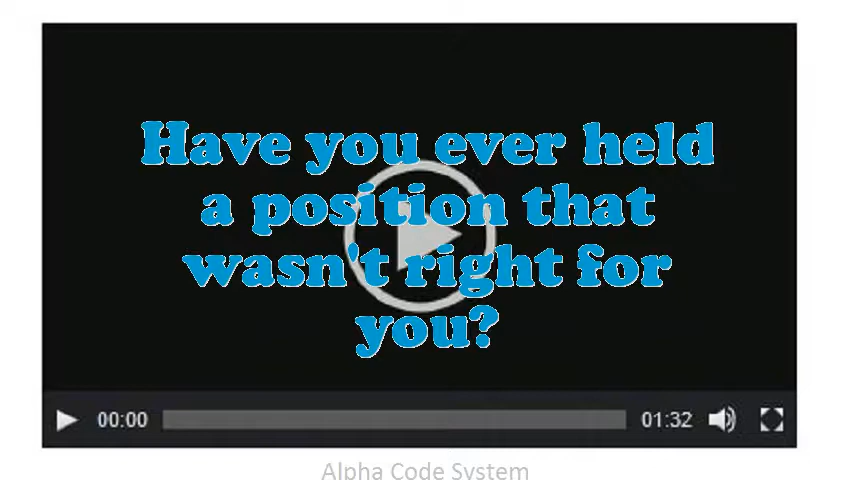 Have you ever held
a position that
wasn't right for
you?
00:00
01:32
Alpha Code System